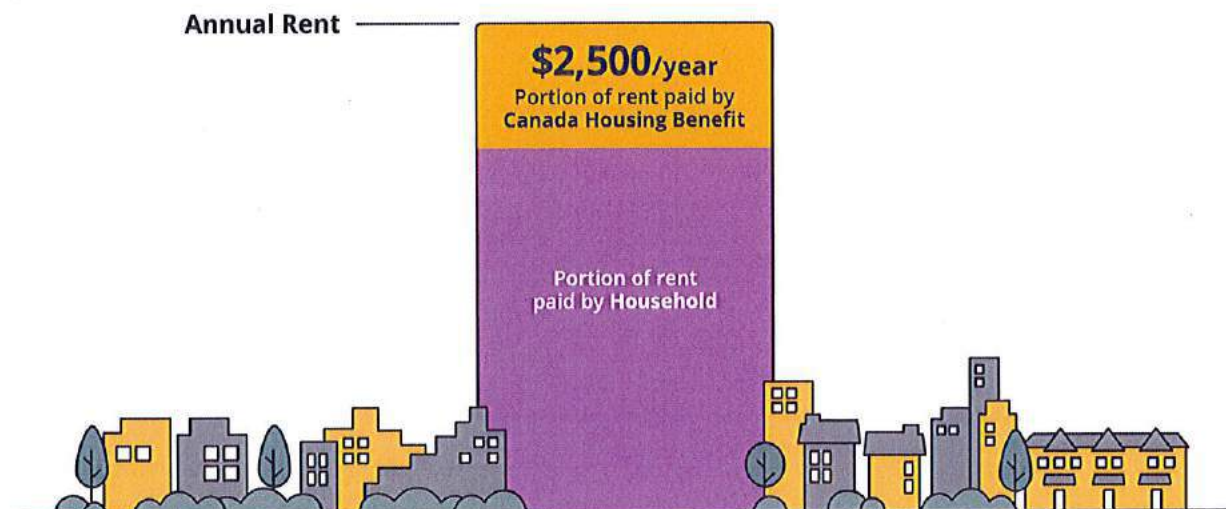 Annual Rent
$2,500/year
Portion of rent paid by
Canada Housing Benefit
Portion of rent
paid by Household